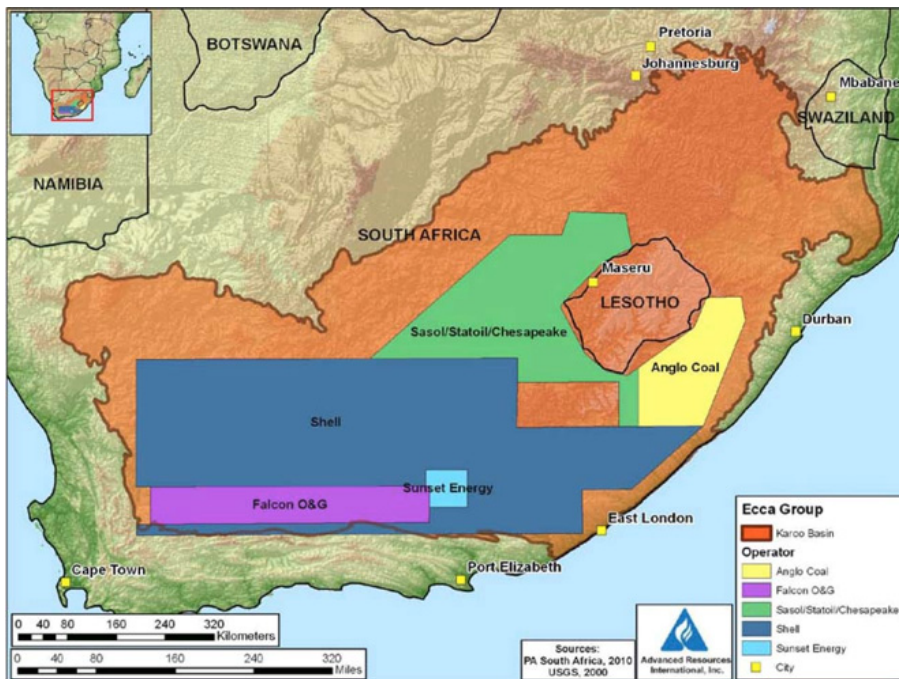 BOTSWANA
Pretoria
Johannesburg
Mbabane
SWAZILAND
NAMIBIA
SOUTH AFRICA
Maseru
LESOTHO
Durban
Sasol/Statoil/Chesapeake
Anglo Coal
Shell
Sunset Energy
Falcon O&G
East London
Cape Town
Port Elizabeth
Ecca Group
Karoo Basin
Operator
Anglo Coal
Falcon O&G
Sasol/Statoil/Chesapeake
Shell
Sunset Energy
City
0 40 80 160 240 320
Kilometers
0 40 80 160 240 320
Miles
Sources:
PA South Africa, 2010
USGS, 2000
Advanced Resources
International, Inc.